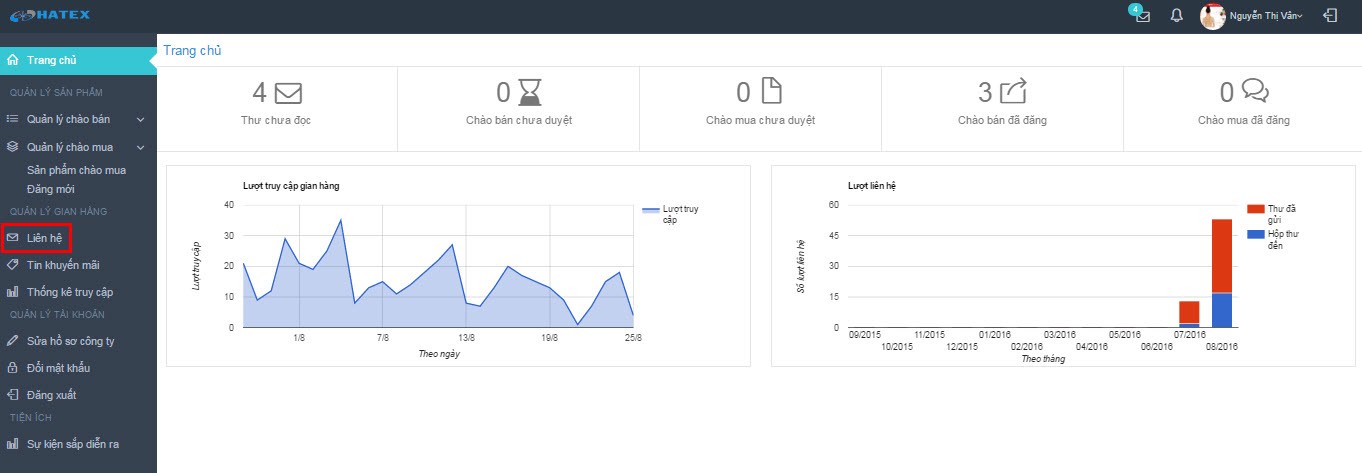 HATEX
4
Nguyễn Thị Vân
Trang chủ
QUẢN LÝ SẢN PHẨM
Quản lý chào bán
Quản lý chào mua
Sản phẩm chào mua
Đăng mới
QUẢN LÝ GIAN HÀNG
Liên hệ
Tin khuyến mãi
Thống kê truy cập
QUẢN LÝ TÀI KHOẢN
Sửa hồ sơ công ty
Đổi mật khẩu
Đăng xuất
TIỆN ÍCH
Sự kiện sắp diễn ra
Trang chủ
4
Thư chưa đọc
0
Chào bán chưa duyệt
0
Chào mua chưa duyệt
3
Chào bán đã đăng
0
Chào mua đã đăng
Lượt truy cập gian hàng
40
30
20
10
0
Lượt truy cập
1/8 7/8 13/8 19/8 25/8
Theo ngày
Lượt truy
cập
Lượt liên hệ
60
45
30
15
0
Số lượt liên hệ
09/2015 11/2015 01/2016 03/2016 05/2016 07/2016
10/2015 12/2015 02/2016 04/2016 06/2016 08/2016
Theo tháng
Thư đã
gửi
Hộp thư
đến